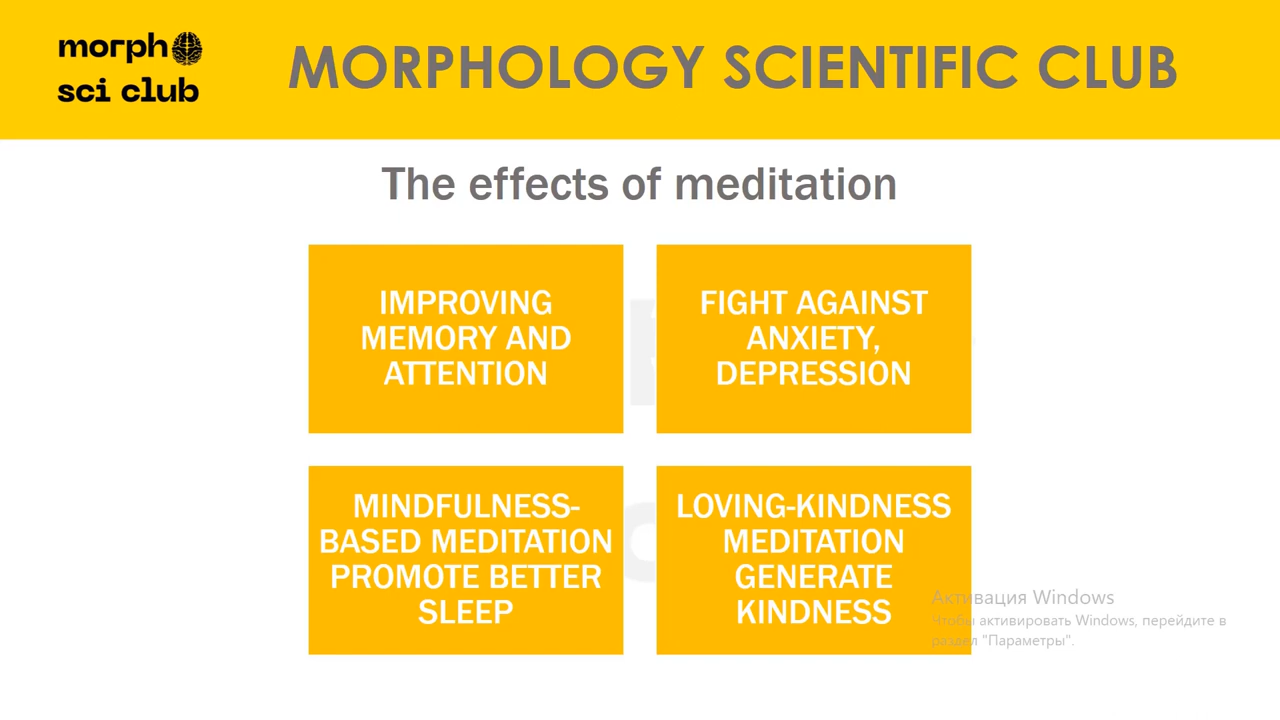 morph
sci club
MORPHOLOGY SCIENTIFIC CLUB
The effects of meditation
IMPROVING
MEMORY AND
ATTENTION
FIGHT AGAINST
ANXIETY,
DEPRESSION
MINDFULNESS-
BASED MEDITATION
PROMOTE BETTER
SLEEP
LOVING-KINDNESS
MEDITATION
GENERATE
KINDNESS
Активация Windows
Чтобы активировать Windows, перейдите в
раздел "Параметры".